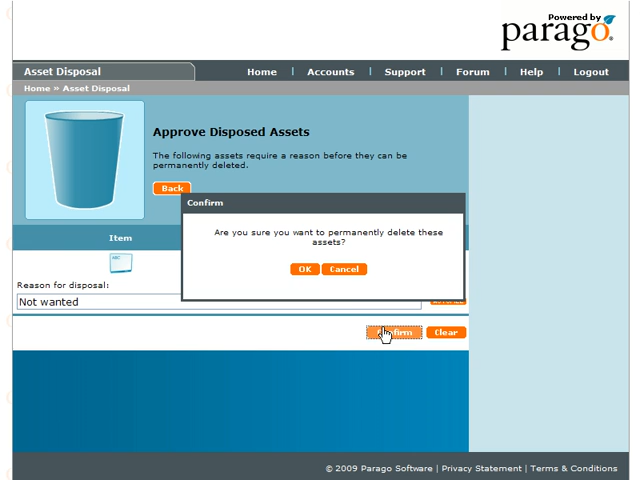 Powered by
parago
Asset Disposal
Home | Accounts | Support | Forum | Help | Logout
Home » Asset Disposal
Approve Disposed Assets
The following assets require a reason before they can be
permanently deleted.
Back
Confirm
Are you sure you want to permanently delete these
assets?
OK Cancel
Item
ABC
Reason for disposal:
Not wanted
Confirm Clear
© 2009 Parago Software | Privacy Statement | Terms & Conditions